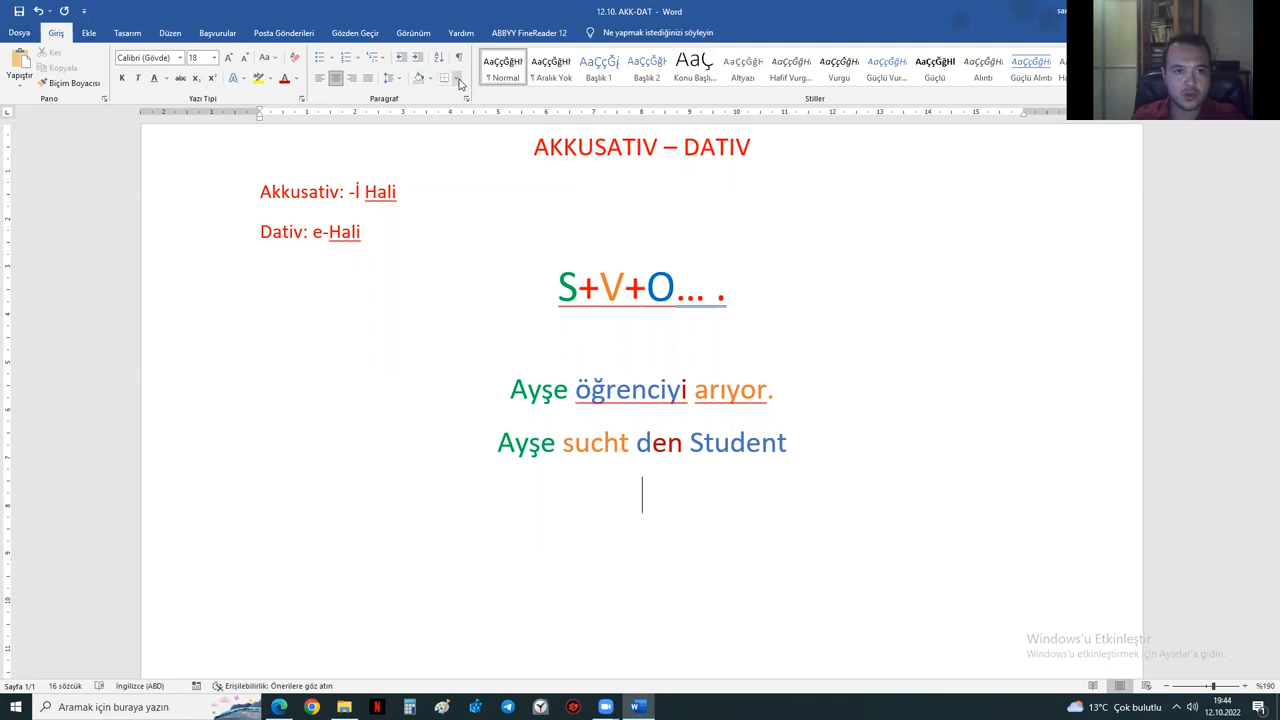 12.10. AKK-DAT - Word
Dosya Giriş Ekle Tasarım Düzen Başvurular Posta Gönderileri Gözden Geçir Görünüm Yardım ABBYY FineReader 12 Ne yapmak istediğinizi söyleyin
Yapıştır
Kes
Kopyala
Biçim Boyacısı
Calibri (Gövde) 18
Pano Yazı Tipi Paragraf Stiller
¶ Normal ¶ Aralık Yok Başlık 1 Başlık 2 Konu Başlı... Altyazı Hafif Vurg... Vurgu Güçlü Vur... Güçlü Alıntı Güçlü Alıntı
AKKUSATIV – DATIV
Akkusativ: -İ Hali
Dativ: e-Hali
S+V+O... .
Ayşe öğrenciyi arıyor.
Ayşe sucht den Student
Windows'u Etkinleştir
Windows'u etkinleştirmek için Ayarlar'a gidin.
Sayfa 1/1 16 sözcük İngilizce (ABD) Erişilebilirlik: Önerilere göz atın %190
Aramak için buraya yazın
13°C Çok bulutlu
19:44
12.10.2022